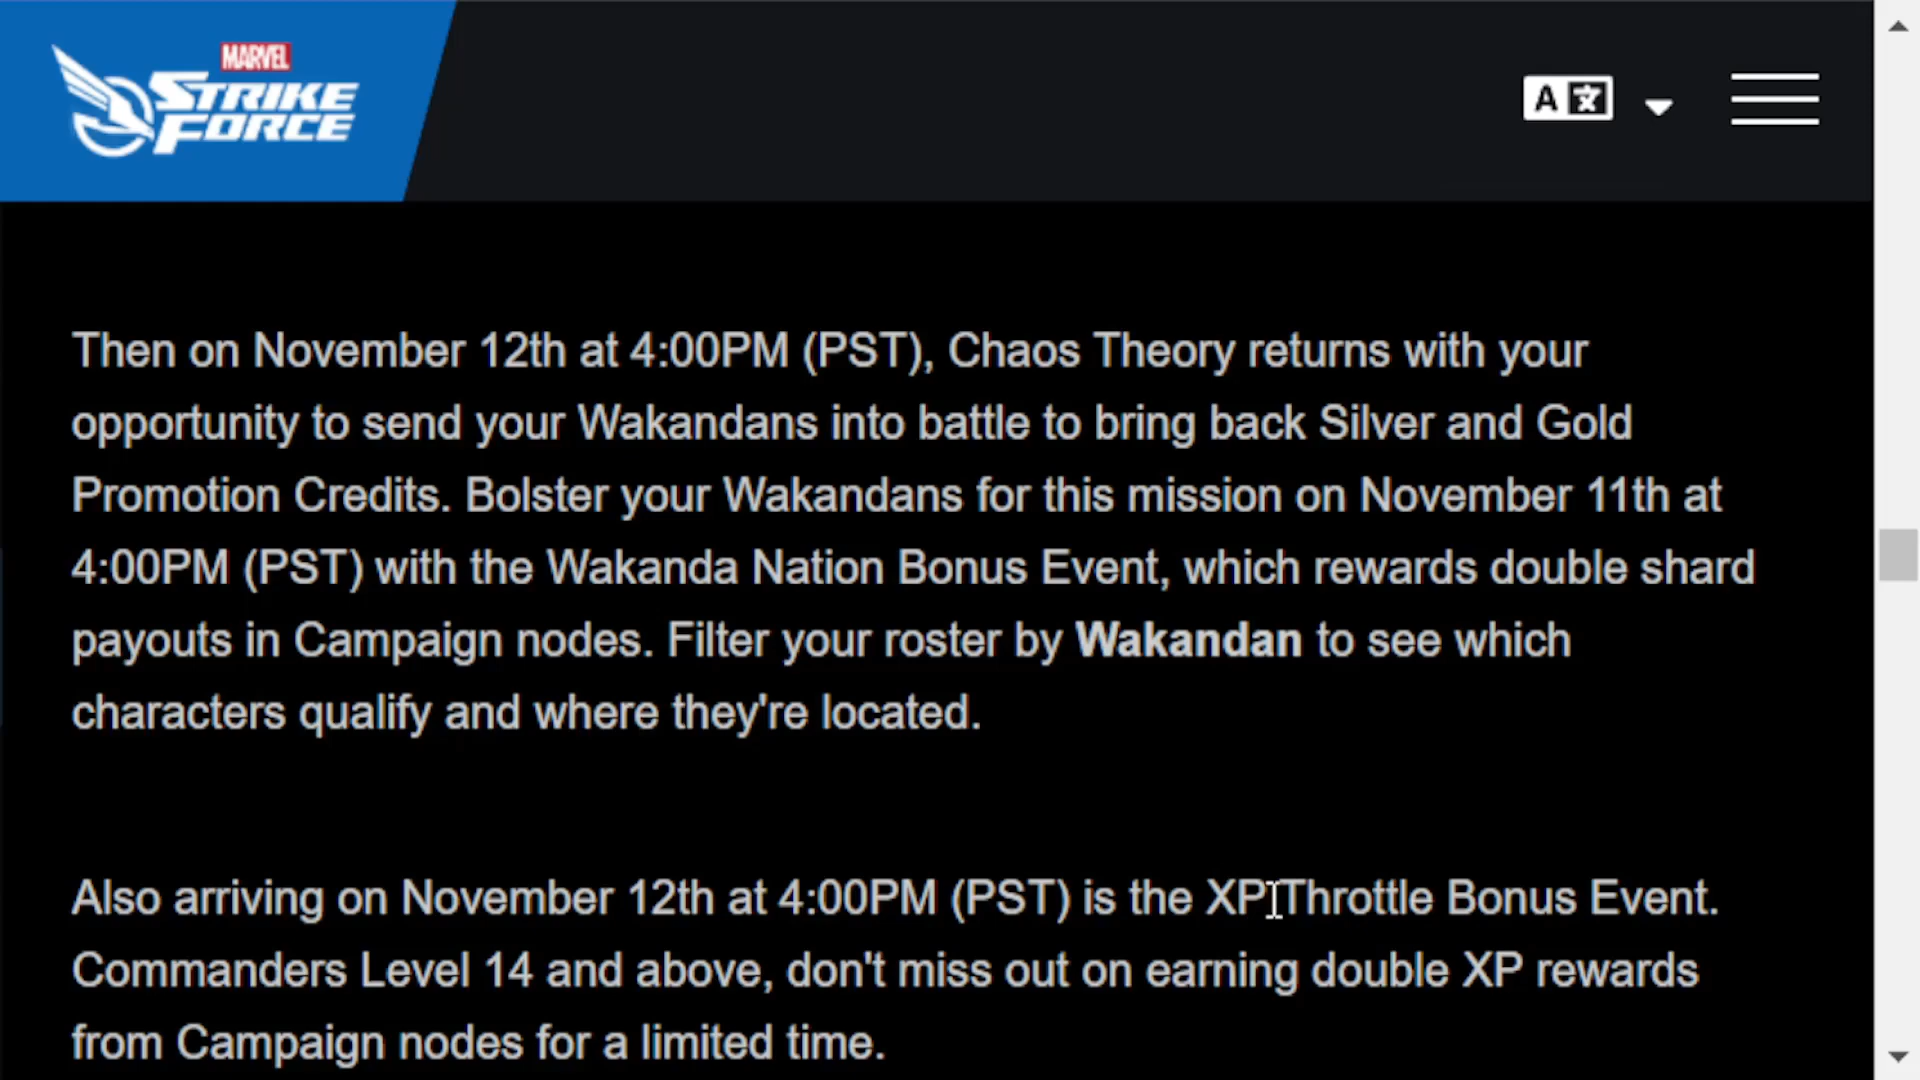 MARVEL
STRIKE
FORCE
A 文
Then on November 12th at 4:00PM (PST), Chaos Theory returns with your
opportunity to send your Wakandans into battle to bring back Silver and Gold
Promotion Credits. Bolster your Wakandans for this mission on November 11th at
4:00PM (PST) with the Wakanda Nation Bonus Event, which rewards double shard
payouts in Campaign nodes. Filter your roster by Wakandan to see which
characters qualify and where they're located.
Also arriving on November 12th at 4:00PM (PST) is the XP Throttle Bonus Event.
Commanders Level 14 and above, don't miss out on earning double XP rewards
from Campaign nodes for a limited time.